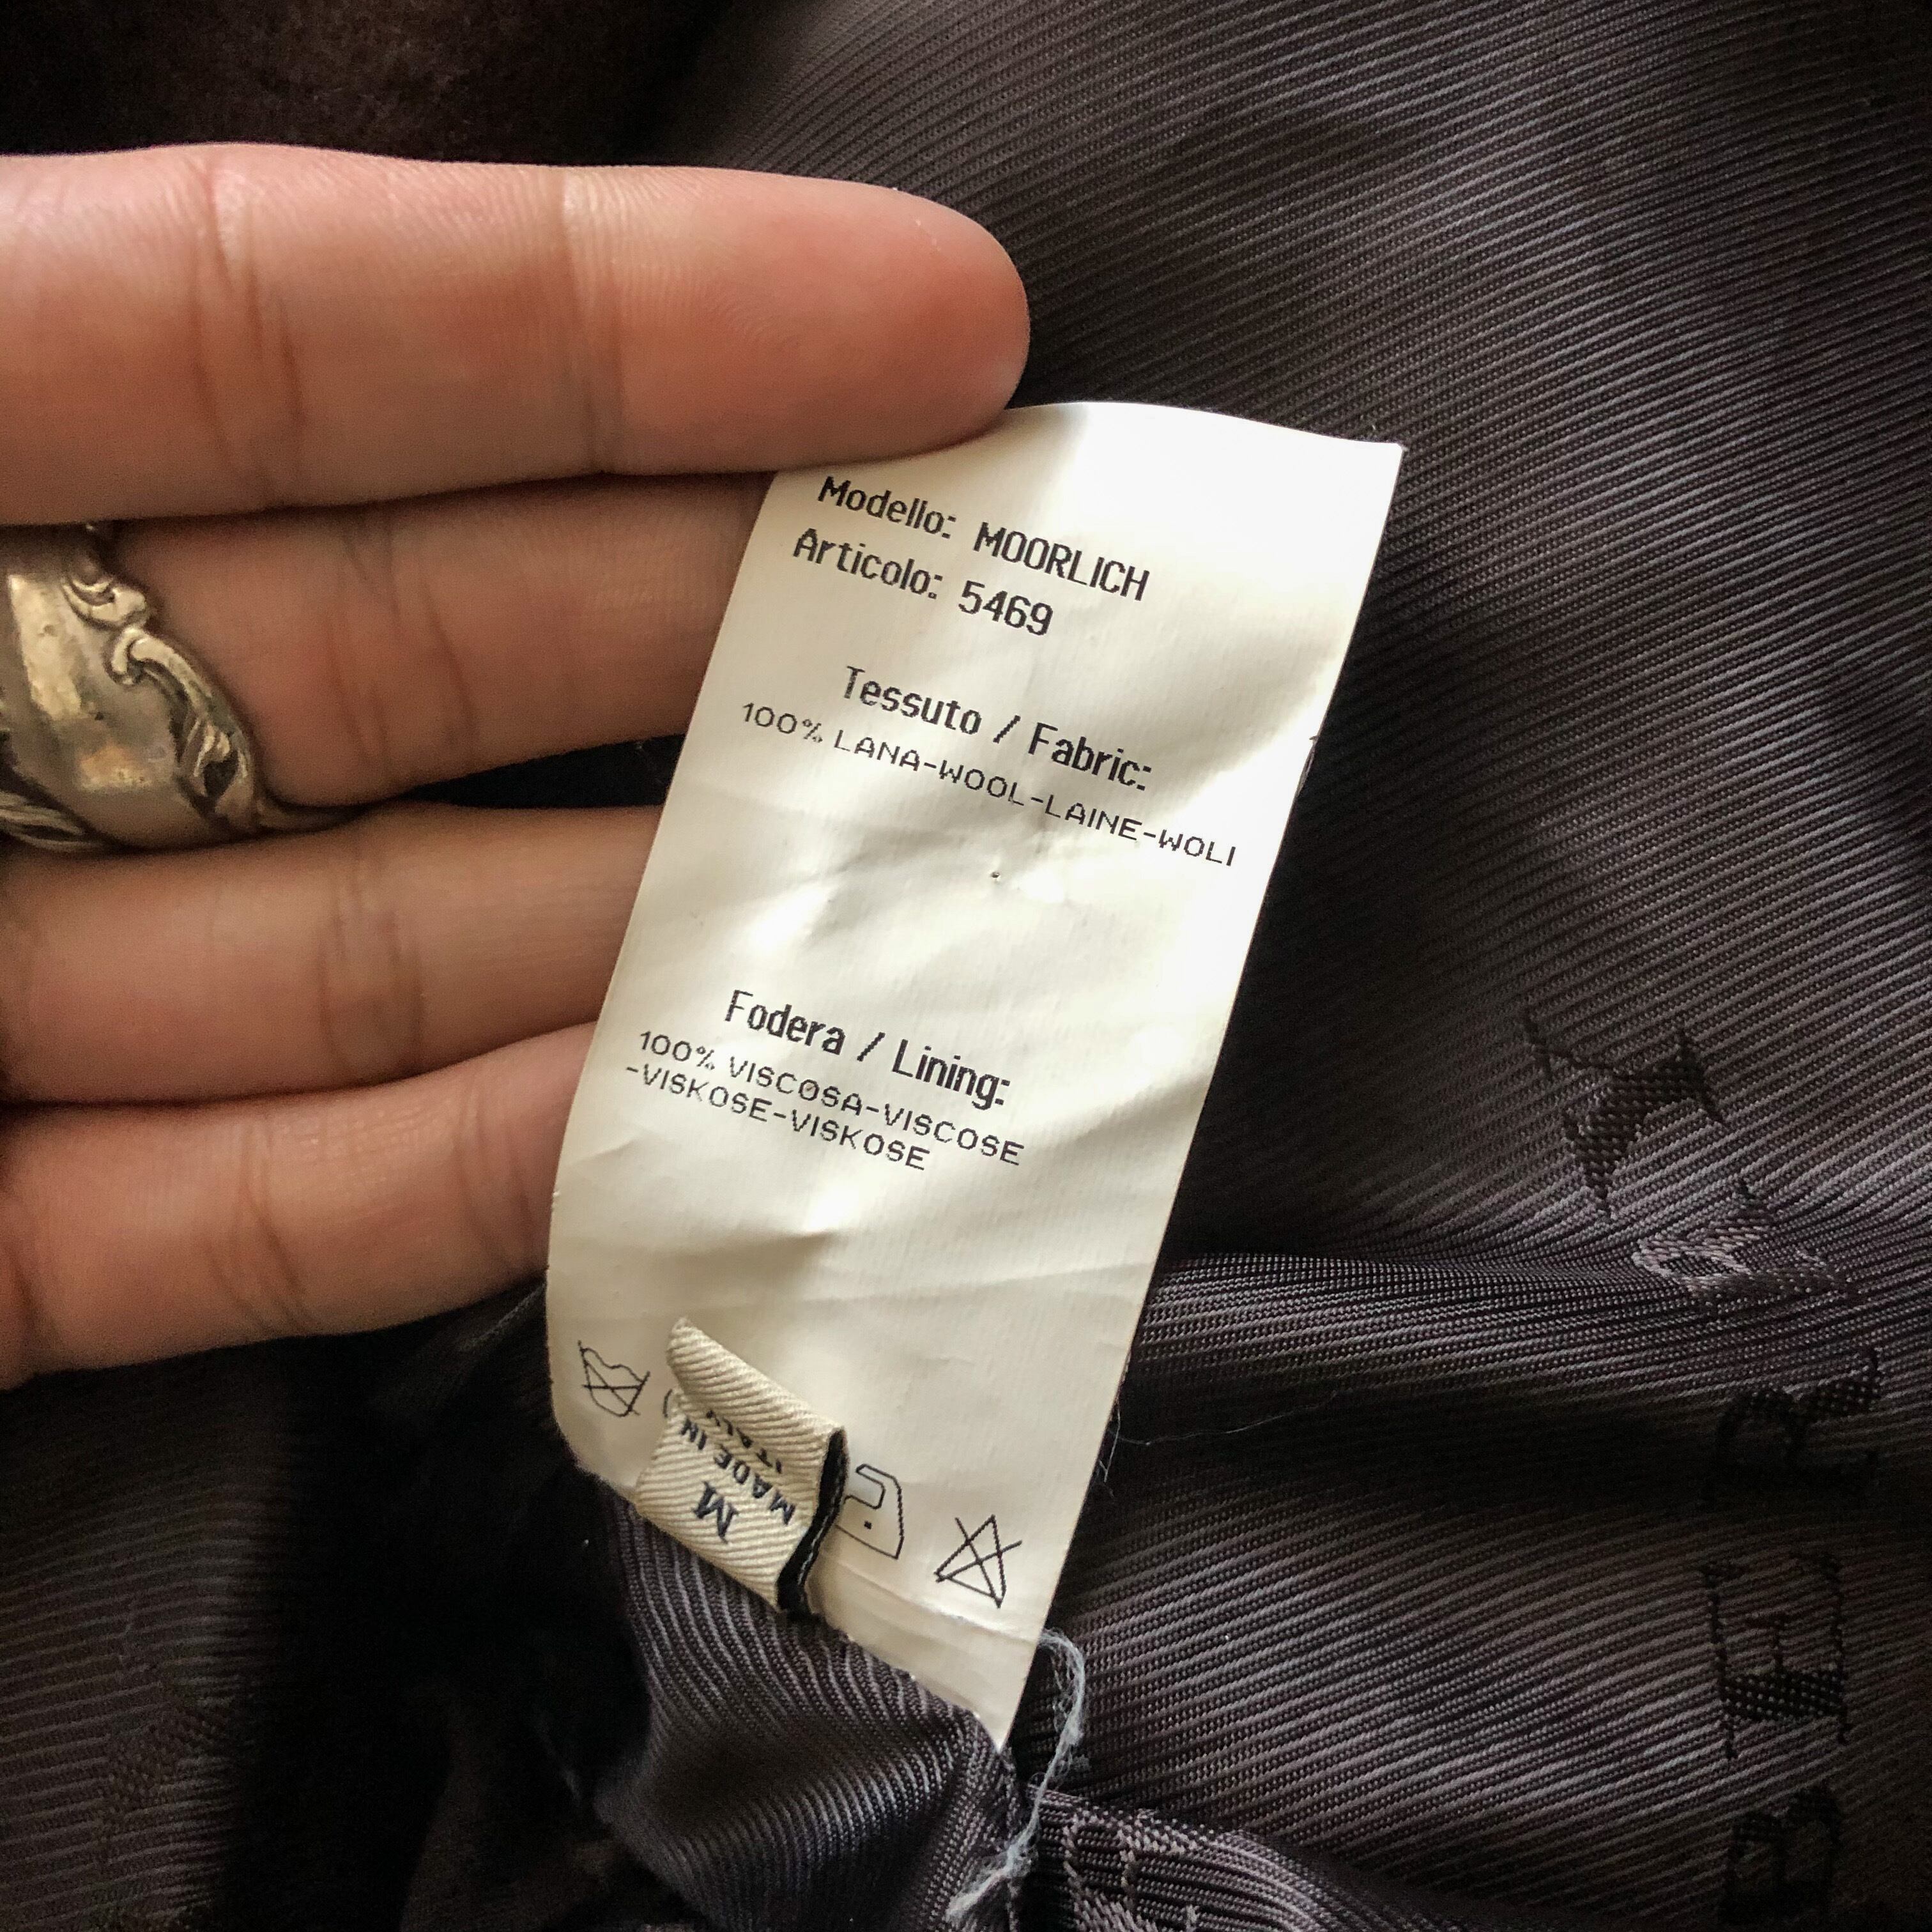 Modello: MOORLICH
Articolo: 5469
Tessuto / Fabric:
100% LANA-WOOL-LAINE-WOLI
Fodera / Lining:
100% VISCOSA-VISCOSE
-VISKOSE-VISKOSE
M
MADE IN
ITALY